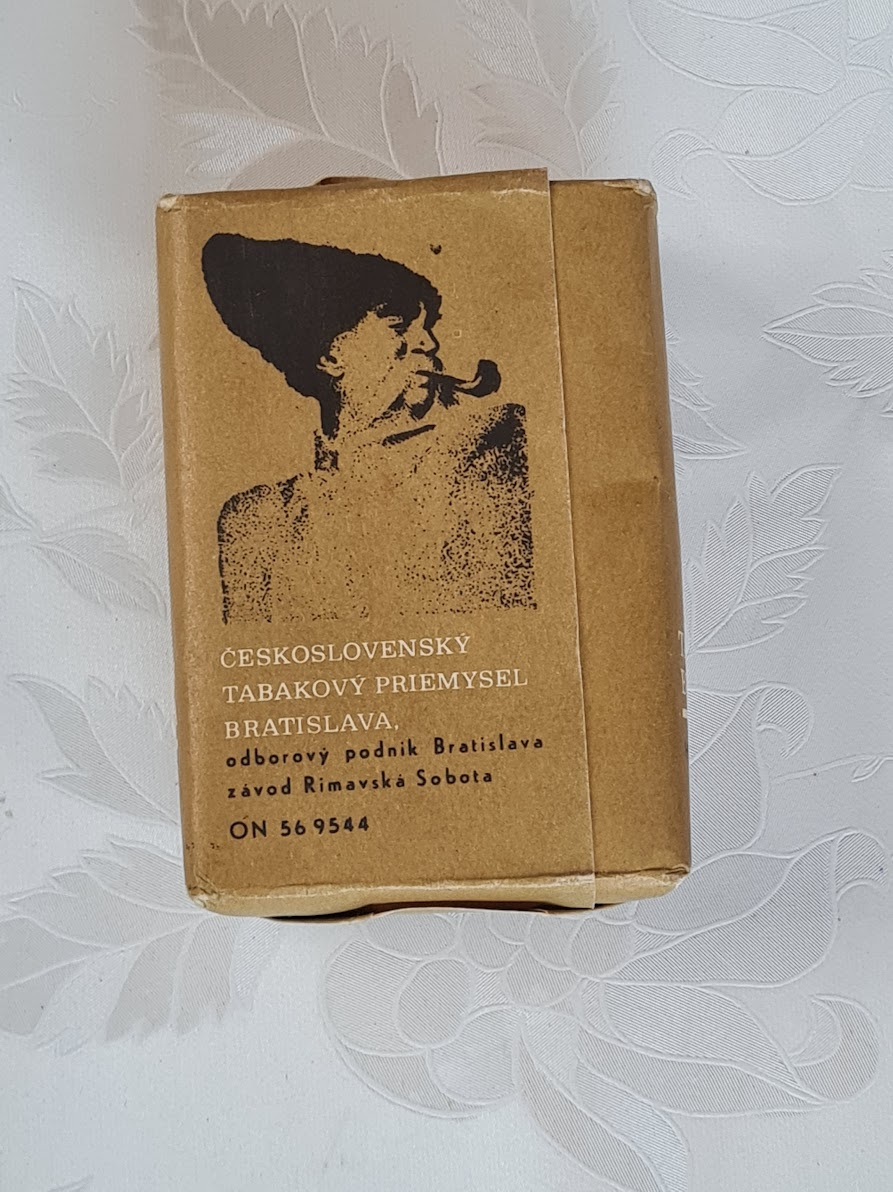 ČESKOSLOVENSKÝ
TABAKOVÝ PRIEMYSEL
BRATISLAVA,
odborový podnik Bratislava
závod Rimavská Sobota
ON 56 9544